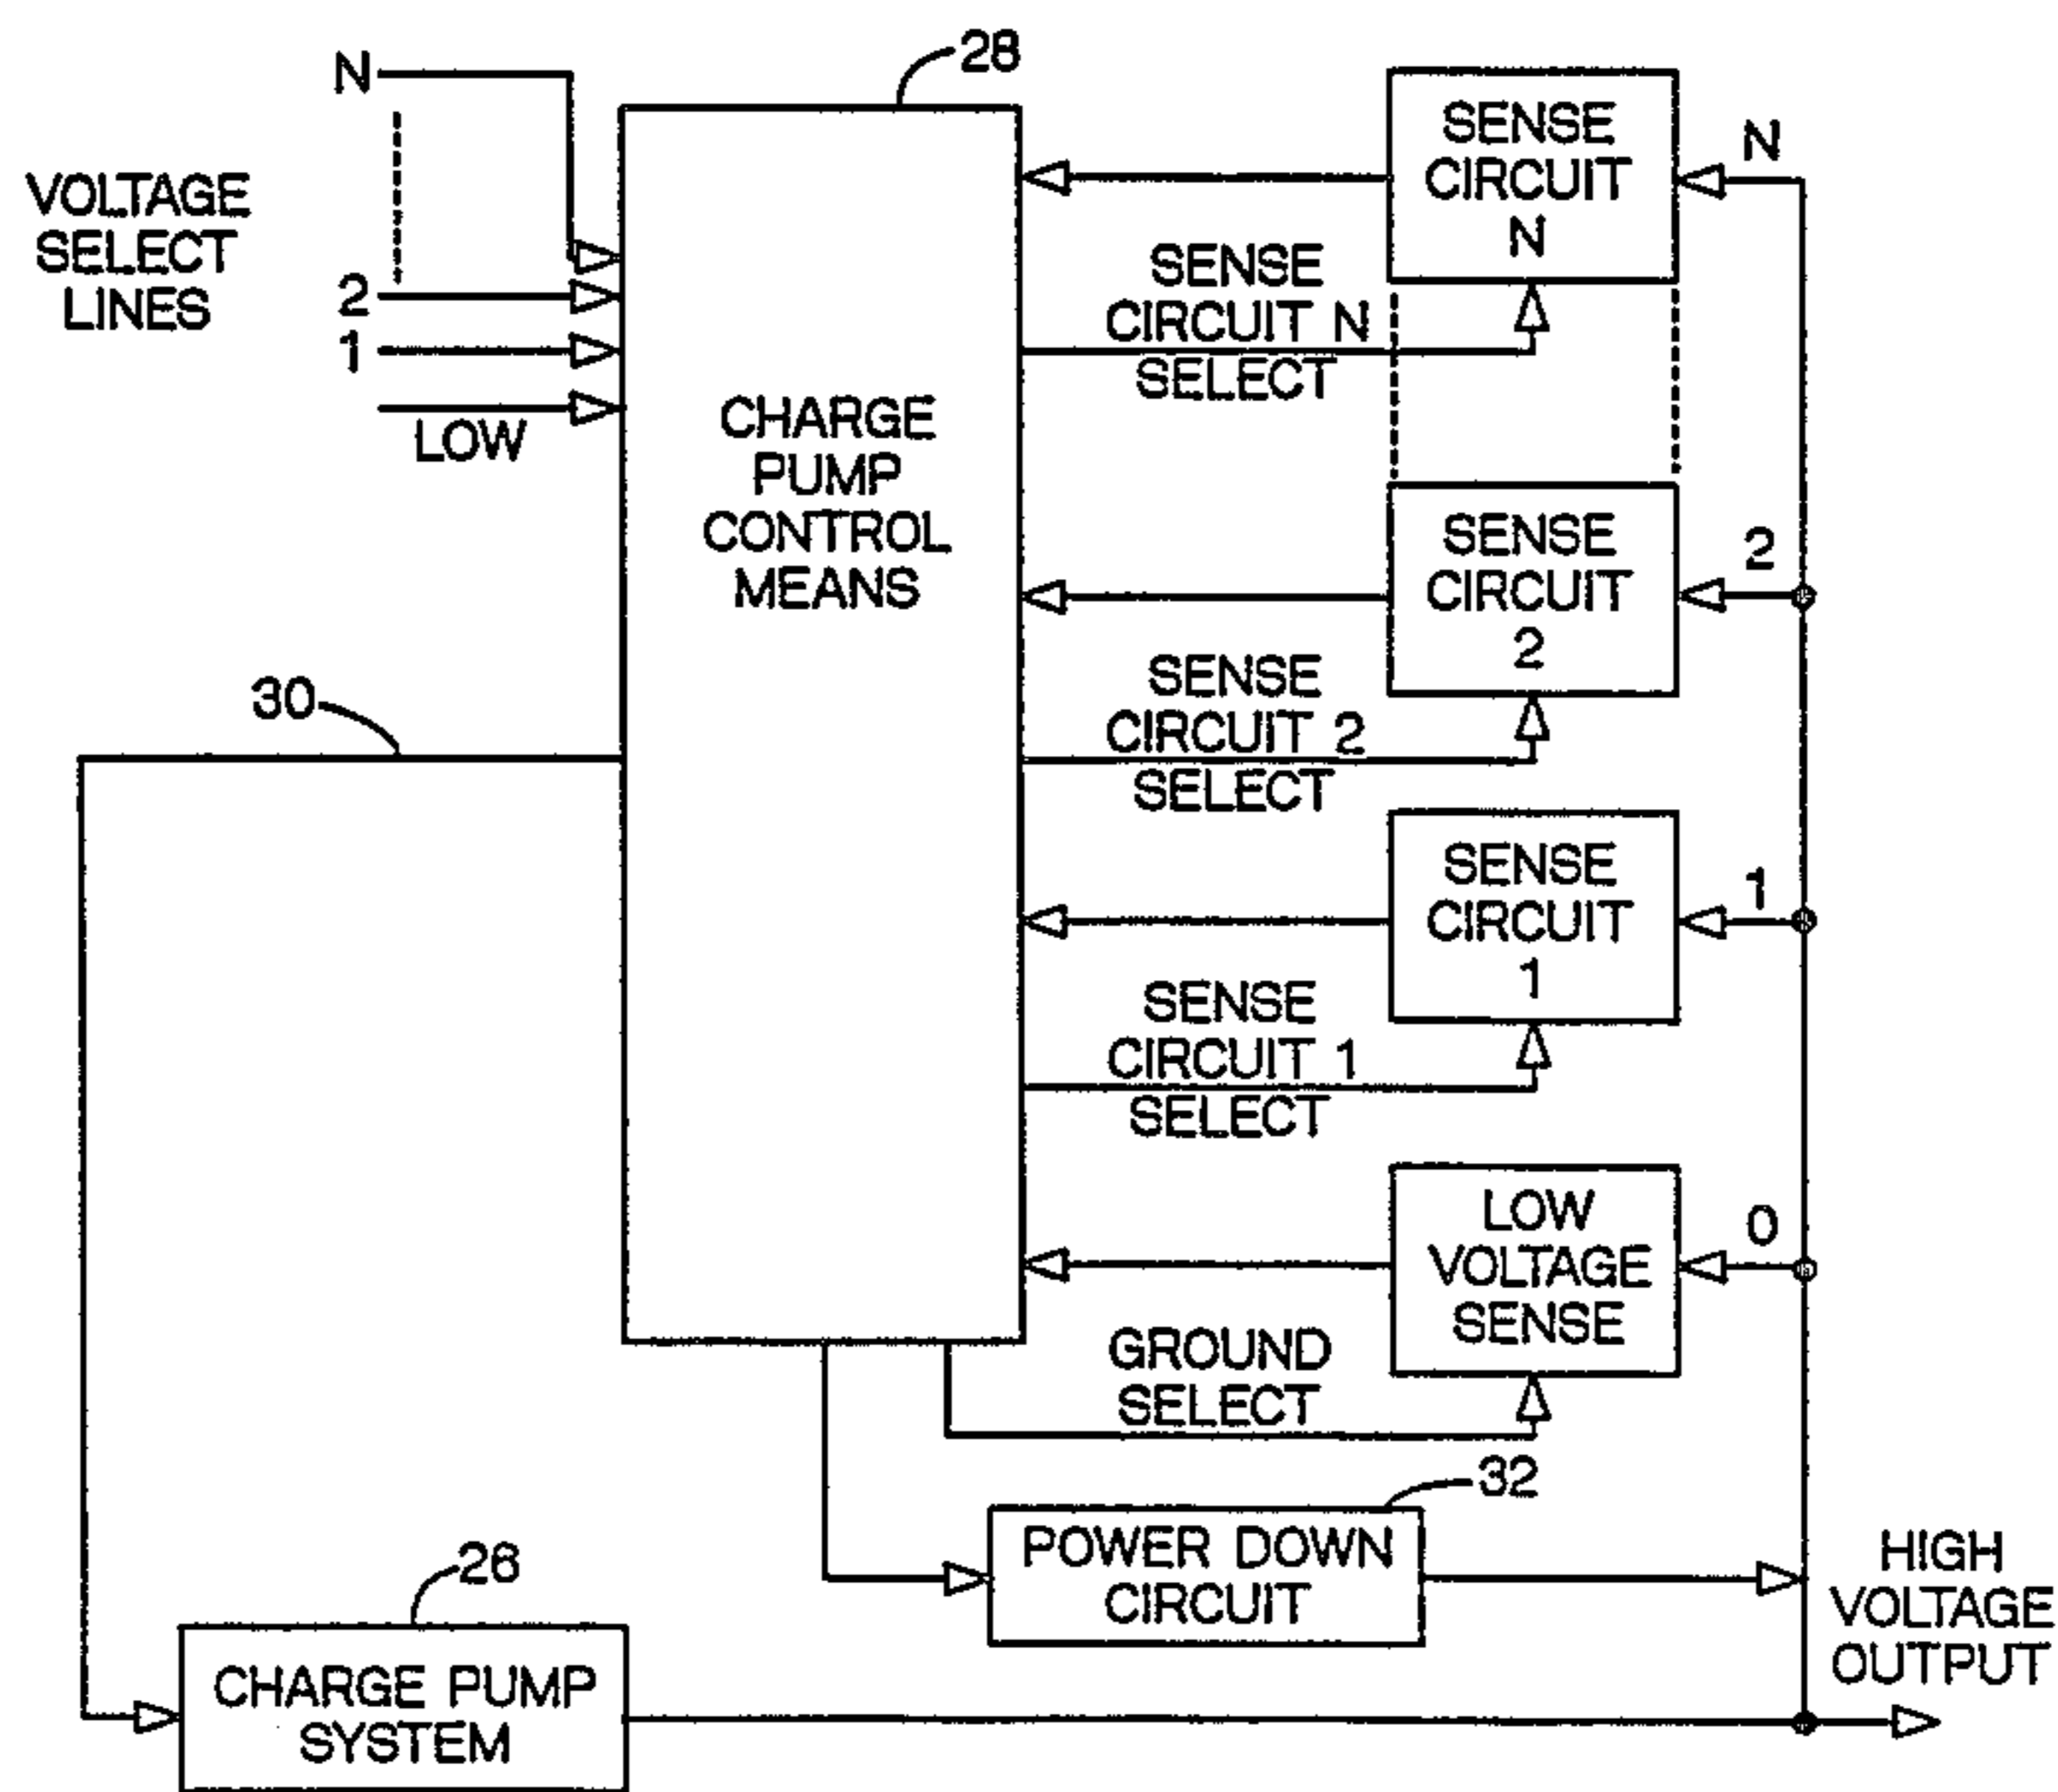 N
28
VOLTAGE
SELECT
LINES
2
1
LOW
CHARGE
PUMP
CONTROL
MEANS
SENSE
CIRCUIT
N
N
SENSE
CIRCUIT N
SELECT
SENSE
CIRCUIT
2
2
SENSE
CIRCUIT 2
SELECT
30
SENSE
CIRCUIT
1
1
SENSE
CIRCUIT 1
SELECT
LOW
VOLTAGE
SENSE
0
GROUND
SELECT
32
POWER DOWN
CIRCUIT
HIGH
VOLTAGE
OUTPUT
26
CHARGE PUMP
SYSTEM